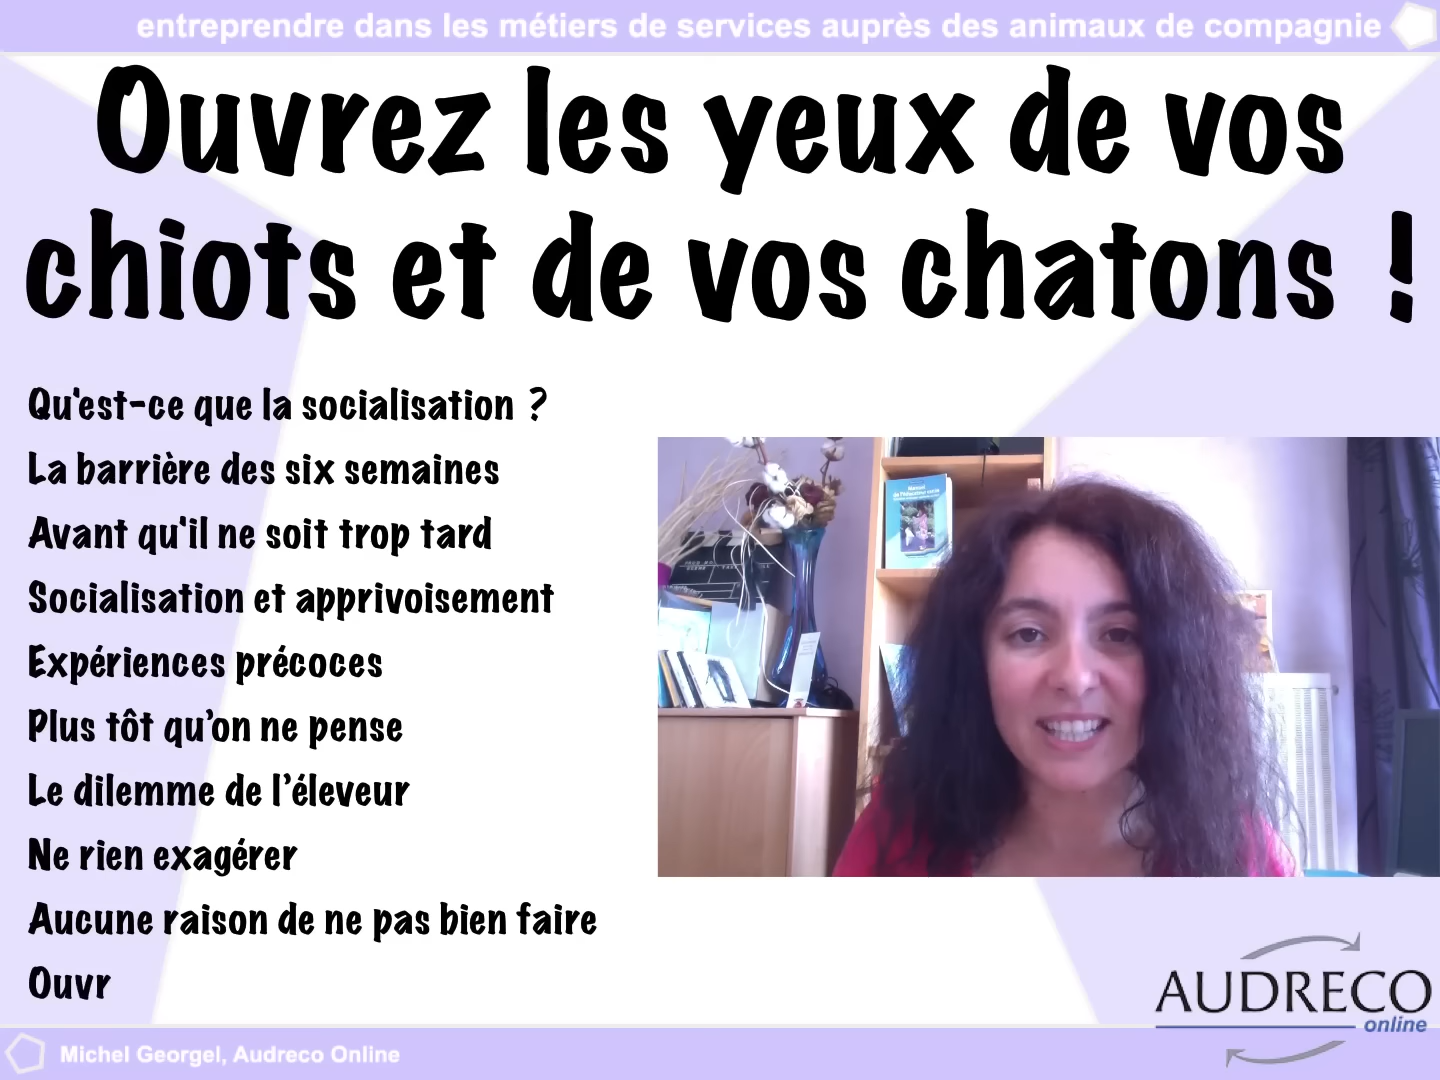 entreprendre dans les métiers de services auprès des animaux de compagnie
Ouvrez les yeux de vos
chiots et de vos chatons !
Qu'est-ce que la socialisation ?
La barrière des six semaines
Avant qu'il ne soit trop tard
Socialisation et apprivoisement
Expériences précoces
Plus tôt qu’on ne pense
Le dilemme de l’éleveur
Ne rien exagérer
Aucune raison de ne pas bien faire
Ouvr
Manuel
AUDRECO
online
Michel Georgel, Audreco Online